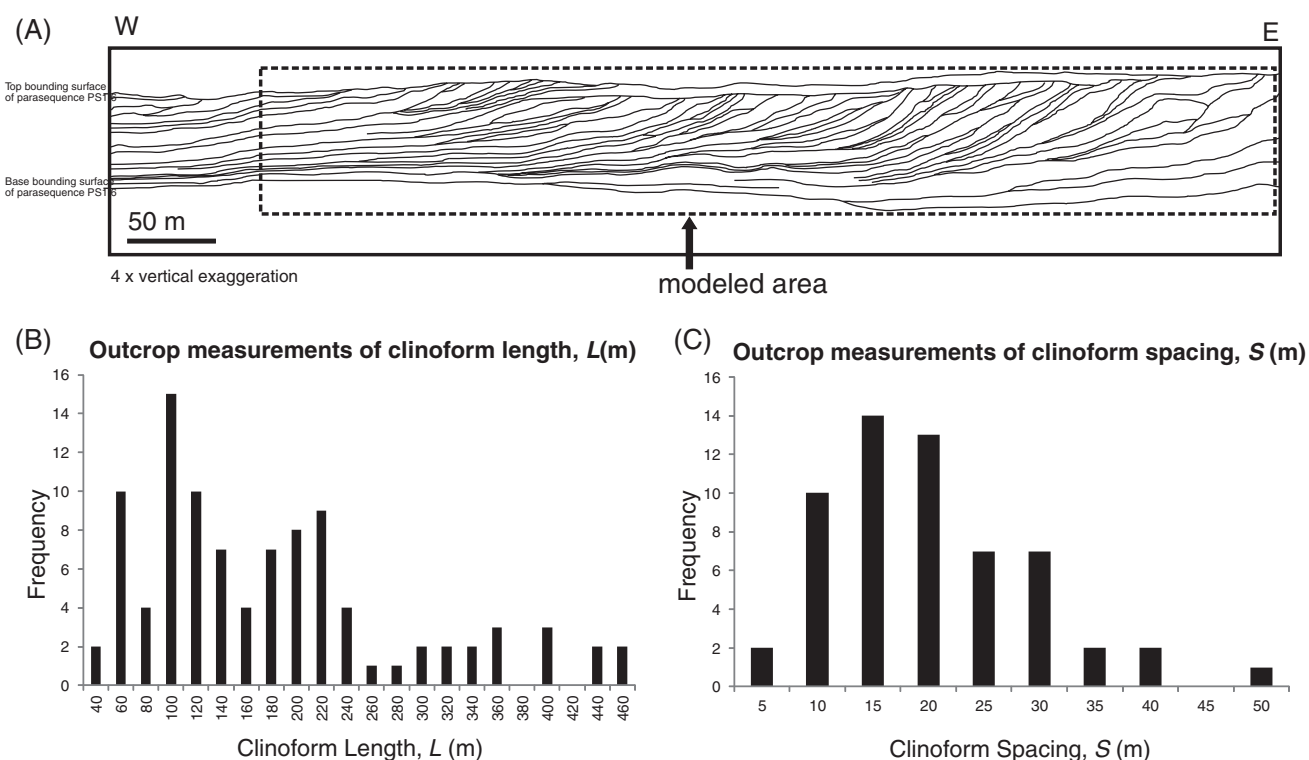 (A)
W
E
Top bounding surface
of parasequence PST 6
Base bounding surface
of parasequence PST 6
50 m
4 x vertical exaggeration
modeled area
(B)
Outcrop measurements of clinoform length, L(m)
Frequency
16
14
12
10
8
6
4
2
0
40 60 80 100 120 140 160 180 200 220 240 260 280 300 320 340 360 380 400 420 440 460
Clinoform Length, L (m)
(C)
Outcrop measurements of clinoform spacing, S (m)
Frequency
16
14
12
10
8
6
4
2
0
5 10 15 20 25 30 35 40 45 50
Clinoform Spacing, S (m)